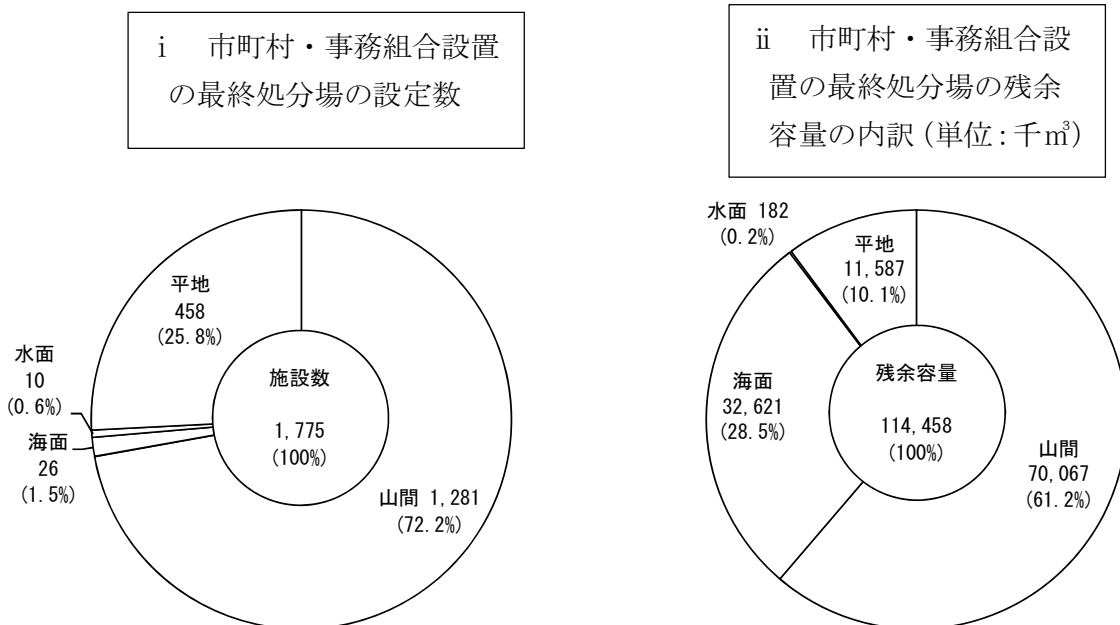 ⅰ　市町村・事務組合設置
の最終処分場の設定数
ⅱ　市町村・事務組合設
置の最終処分場の残余
容量の内訳（単位：千㎥）
平地
458
(25.8%)
水面
10
(0.6%)
海面
26
(1.5%)
施設数
1,775
(100%)
山間 1,281
(72.2%)
水面 182
(0.2%)
平地
11,587
(10.1%)
海面
32,621
(28.5%)
残余容量
114,458
(100%)
山間
70,067
(61.2%)